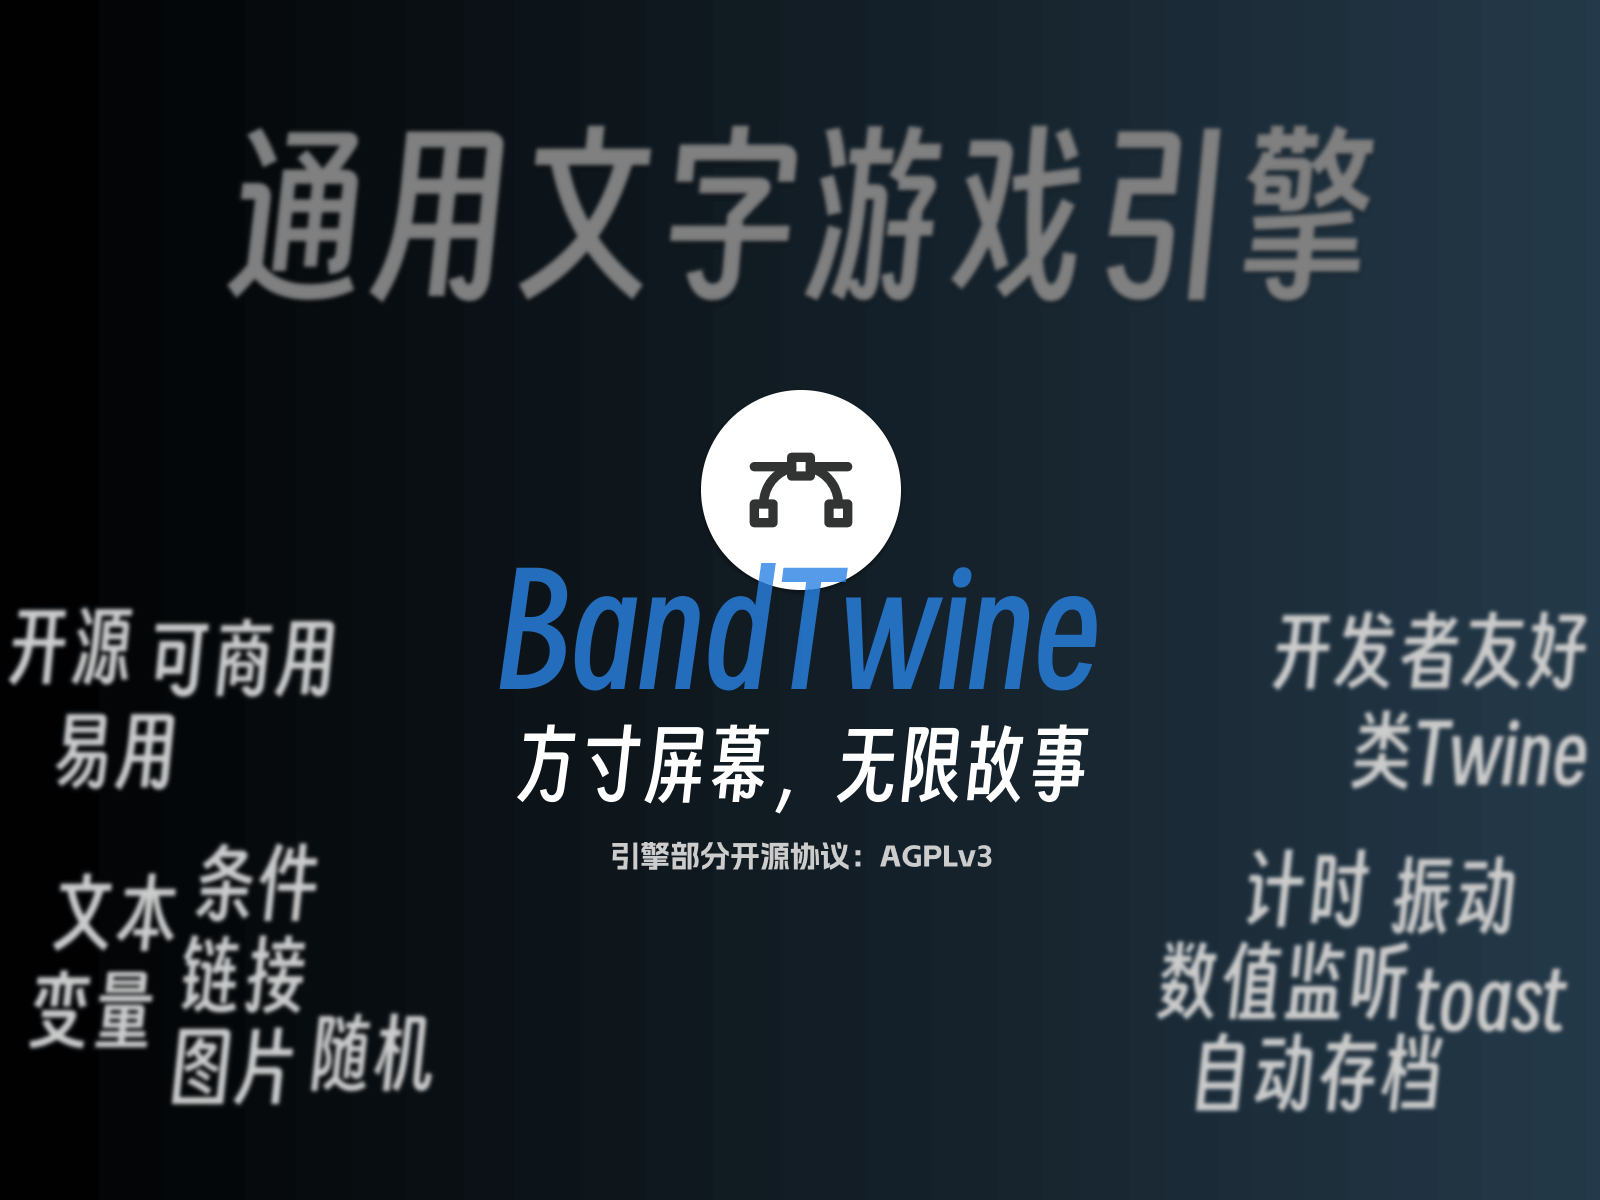 通用文字游戏引擎
BandTwine
方寸屏幕，无限故事
引擎部分开源协议：AGPLv3
开源 可商用
易用
条件
文本
链接
变量
图片 随机
开发者友好
类Twine
计时 振动
数值监听 toast
自动存档